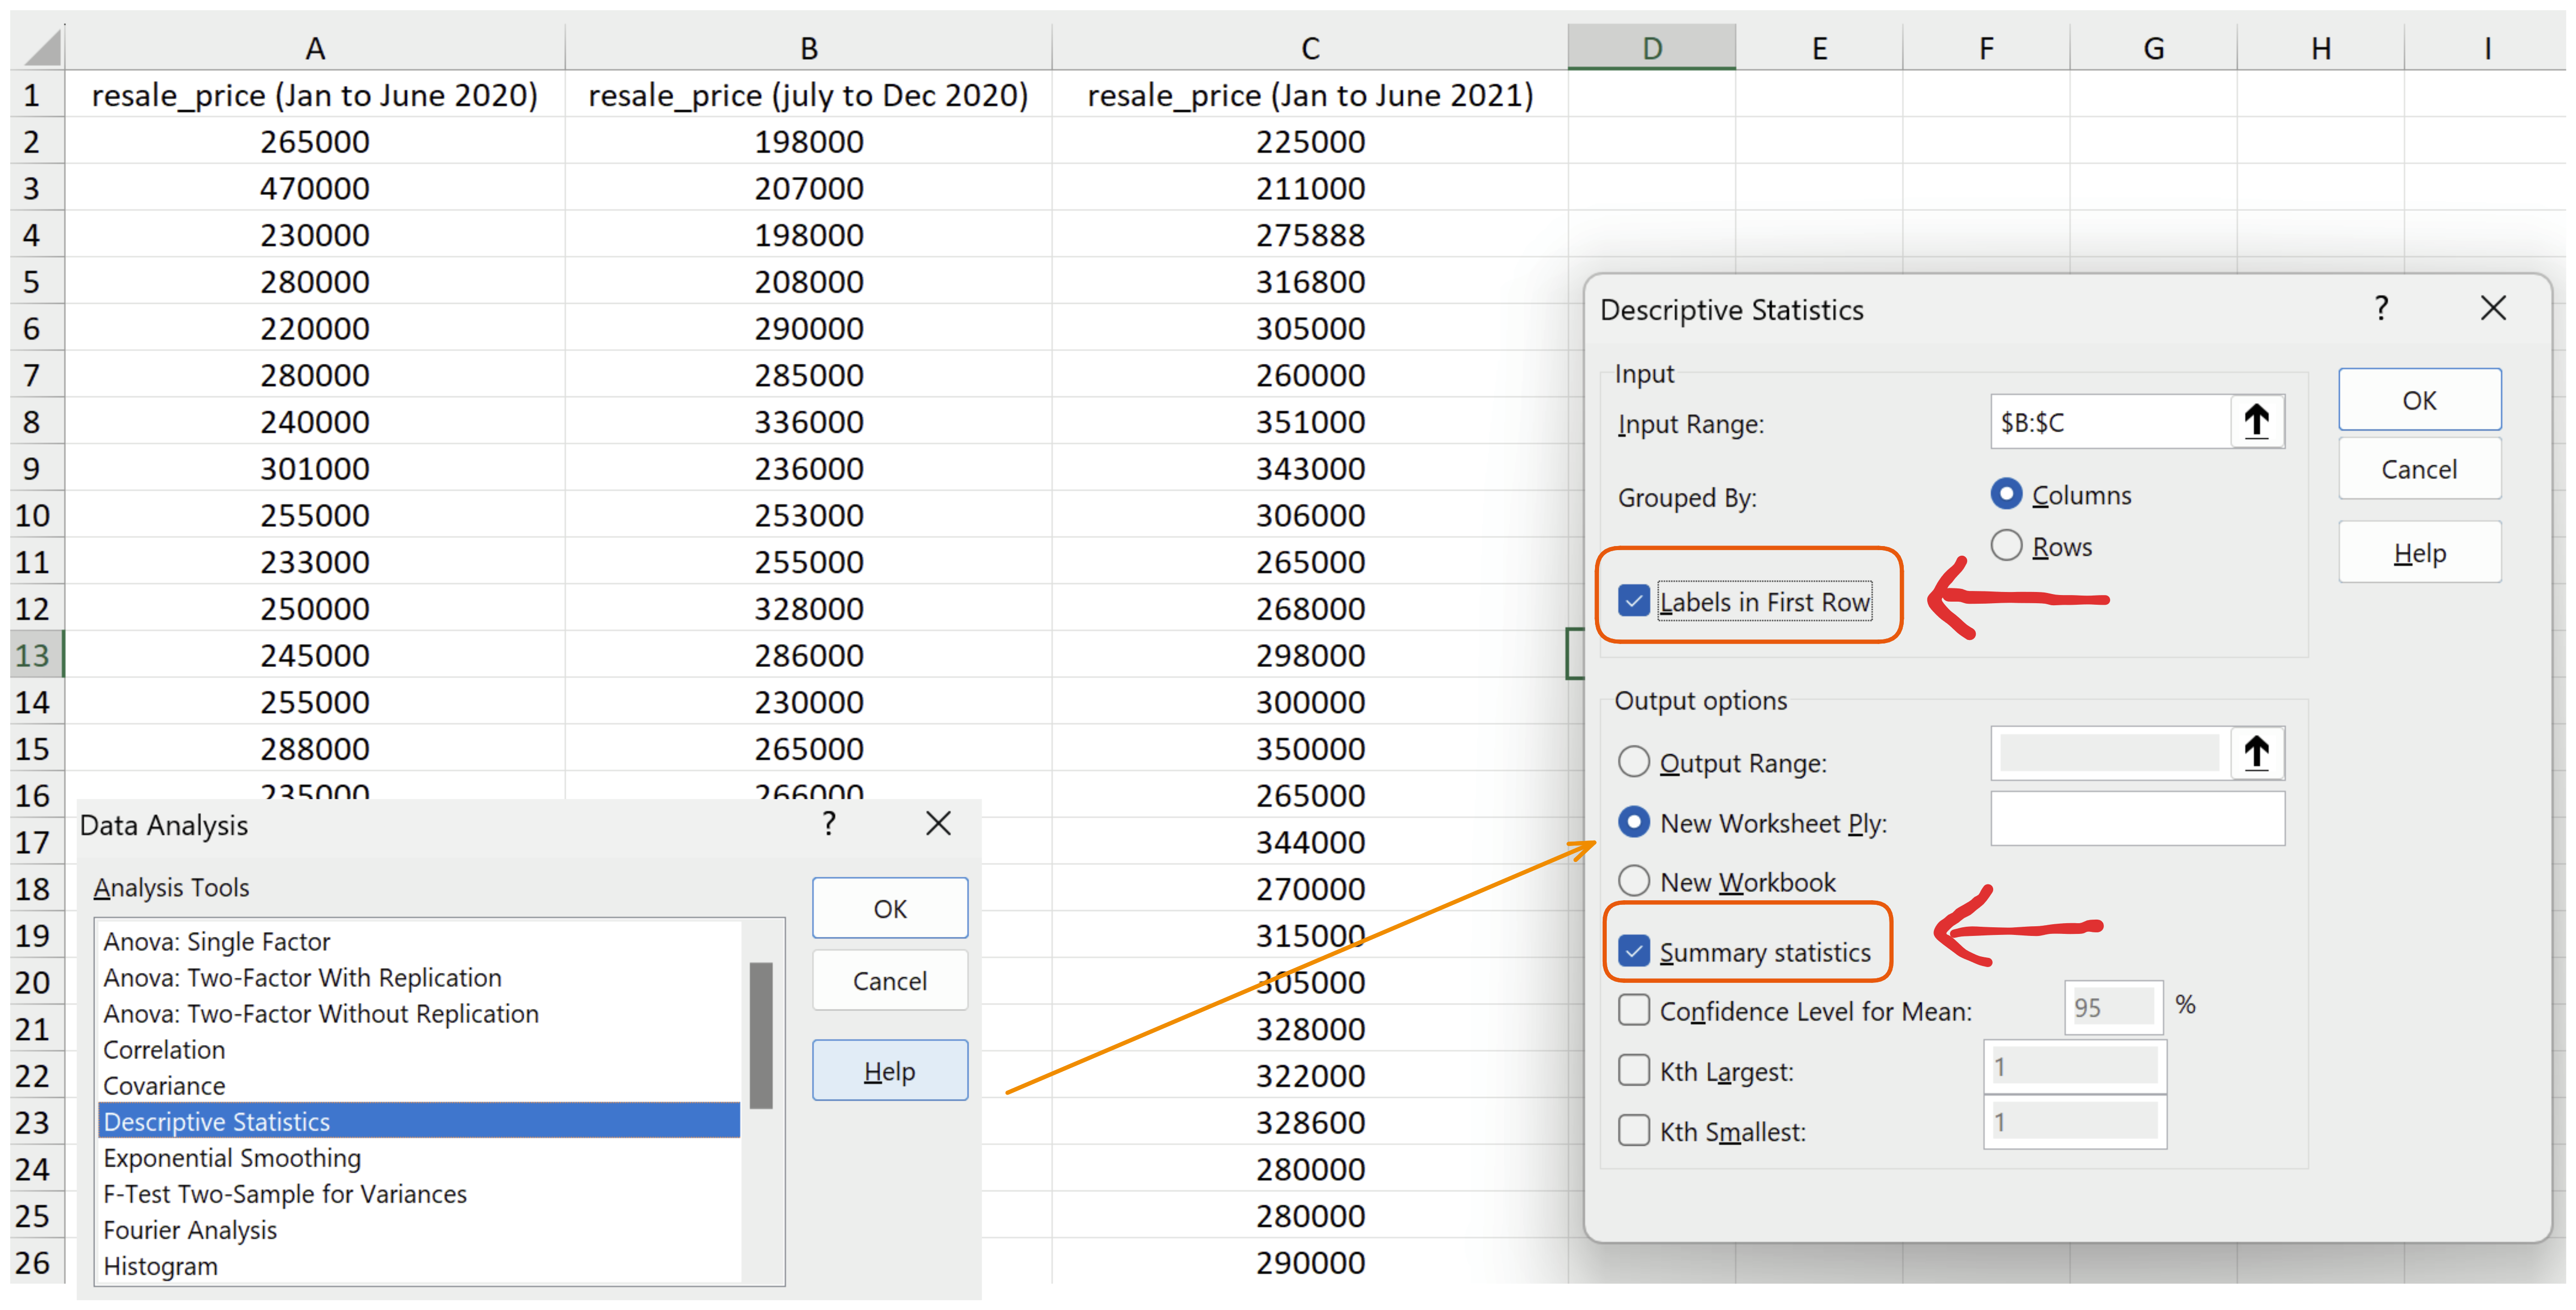 A B C D E F G H I
1 resale_price (Jan to June 2020) resale_price (july to Dec 2020) resale_price (Jan to June 2021)
2 265000 198000 225000
3 470000 207000 211000
4 230000 198000 275888
5 280000 208000 316800
6 220000 290000 305000
7 280000 285000 260000
8 240000 336000 351000
9 301000 236000 343000
10 255000 253000 306000
11 233000 255000 265000
12 250000 328000 268000
13 245000 286000 298000
14 255000 230000 300000
15 288000 265000 350000
16 235000 266000 265000
17 344000
18 270000
19 315000
20 305000
21 328000
22 322000
23 328600
24 280000
25 280000
26 290000
Data Analysis ?
Analysis Tools
Anova: Single Factor
Anova: Two-Factor With Replication
Anova: Two-Factor Without Replication
Correlation
Covariance
Descriptive Statistics
Exponential Smoothing
F-Test Two-Sample for Variances
Fourier Analysis
Histogram
OK
Cancel
Help
Descriptive Statistics ?
Input
Input Range: $B:$C
Grouped By: Columns
Rows
Labels in First Row
OK
Cancel
Help
Output options
Output Range:
New Worksheet Ply:
New Workbook
Summary statistics
Confidence Level for Mean: 95 %
Kth Largest: 1
Kth Smallest: 1